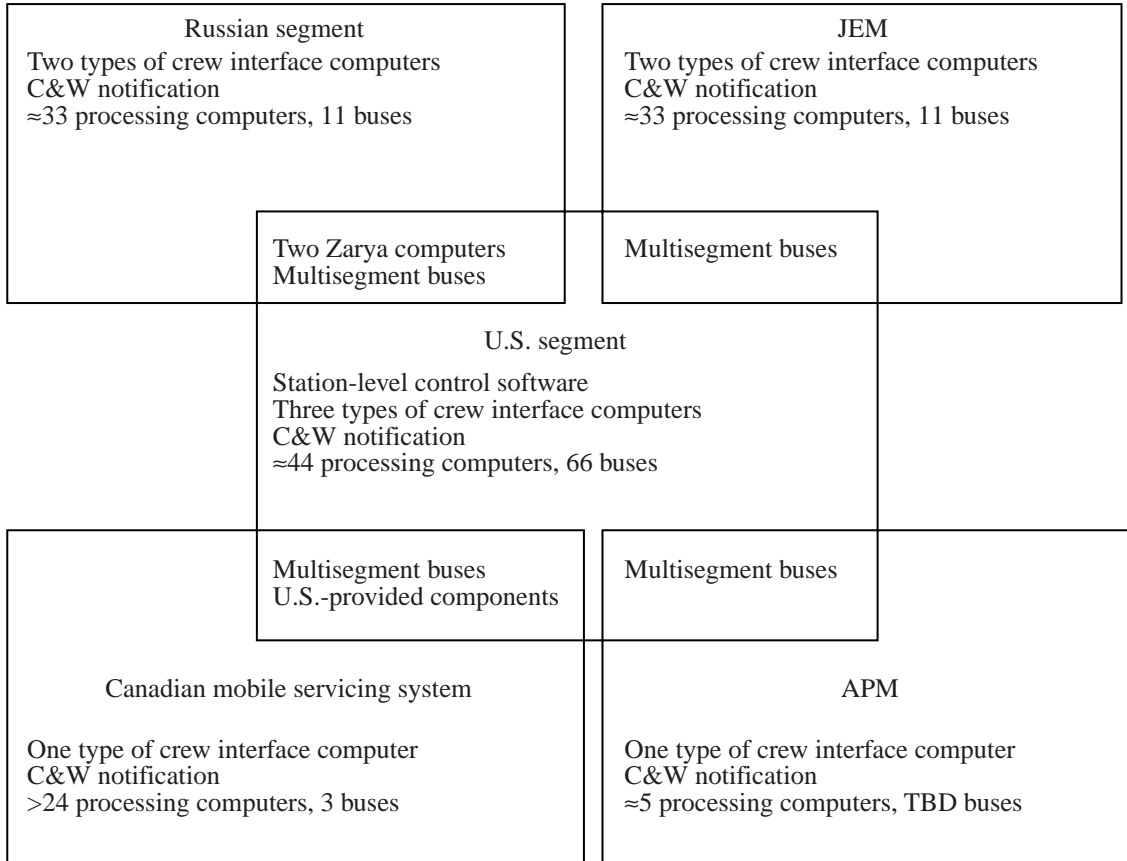 Russian segment
Two types of crew interface computers
C&W notification
≈33 processing computers, 11 buses
JEM
Two types of crew interface computers
C&W notification
≈33 processing computers, 11 buses
Two Zarya computers
Multisegment buses
Multisegment buses
U.S. segment
Station-level control software
Three types of crew interface computers
C&W notification
≈44 processing computers, 66 buses
Multisegment buses
U.S.-provided components
Multisegment buses
Canadian mobile servicing system
One type of crew interface computer
C&W notification
>24 processing computers, 3 buses
APM
One type of crew interface computer
C&W notification
≈5 processing computers, TBD buses